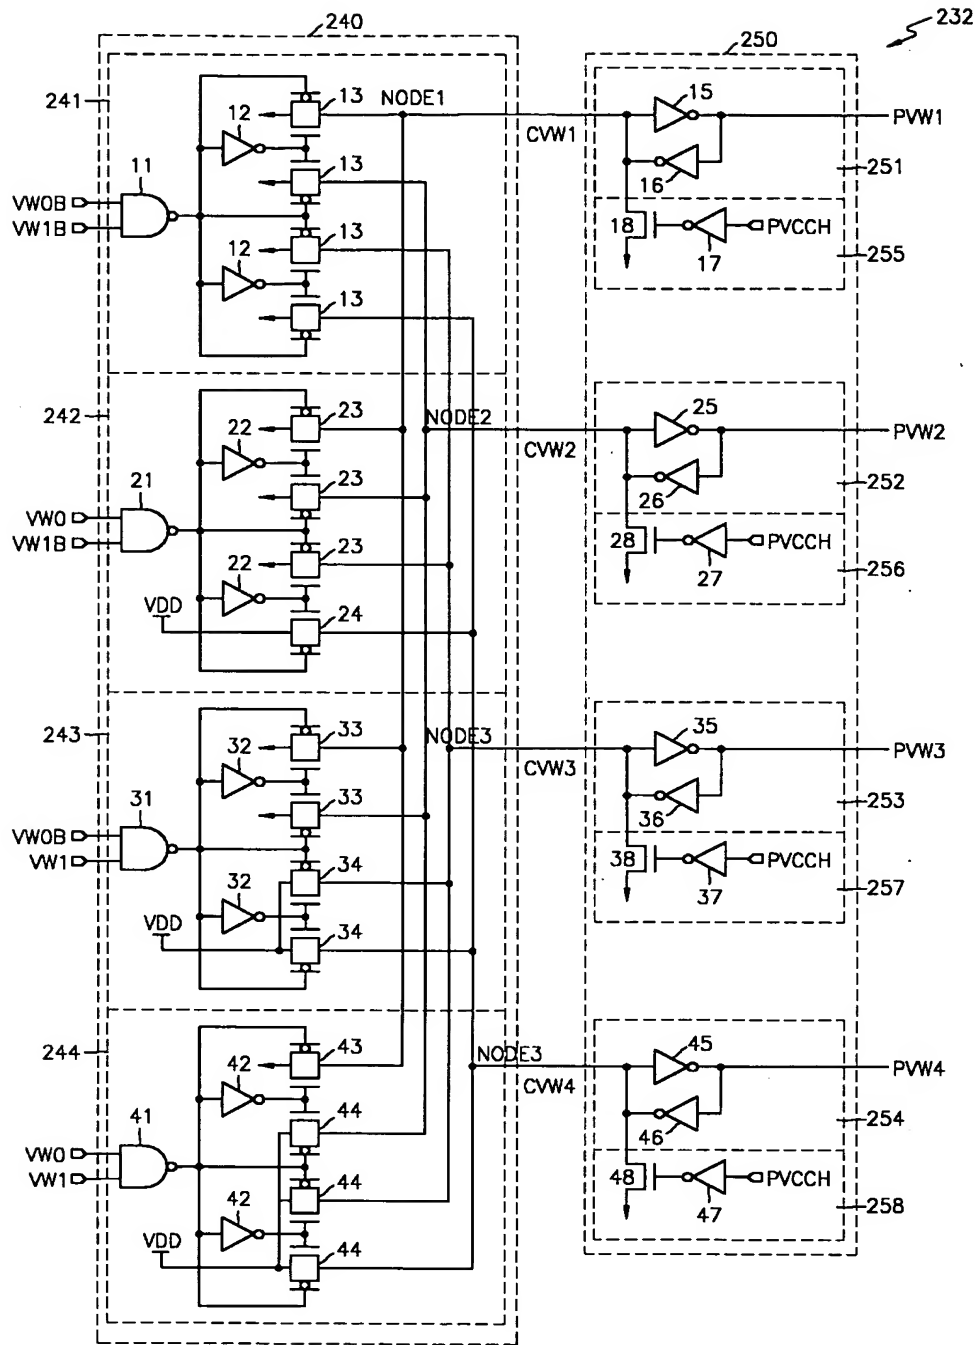 232
240
250
241
11
VW0B
VW1B
12
13
13
13
12
13
NODE1
CVW1
15
16
PVW1
251
18
17
PVCCH
255
242
21
VW0
VW1B
22
23
23
23
22
VDD
24
NODE2
CVW2
25
26
PVW2
252
28
27
PVCCH
256
243
31
VW0B
VW1
32
33
33
34
32
VDD
34
NODE3
CVW3
35
36
PVW3
253
38
37
PVCCH
257
244
41
VW0
VW1
42
43
44
44
42
VDD
44
NODE3
CVW4
45
46
PVW4
254
48
47
PVCCH
258